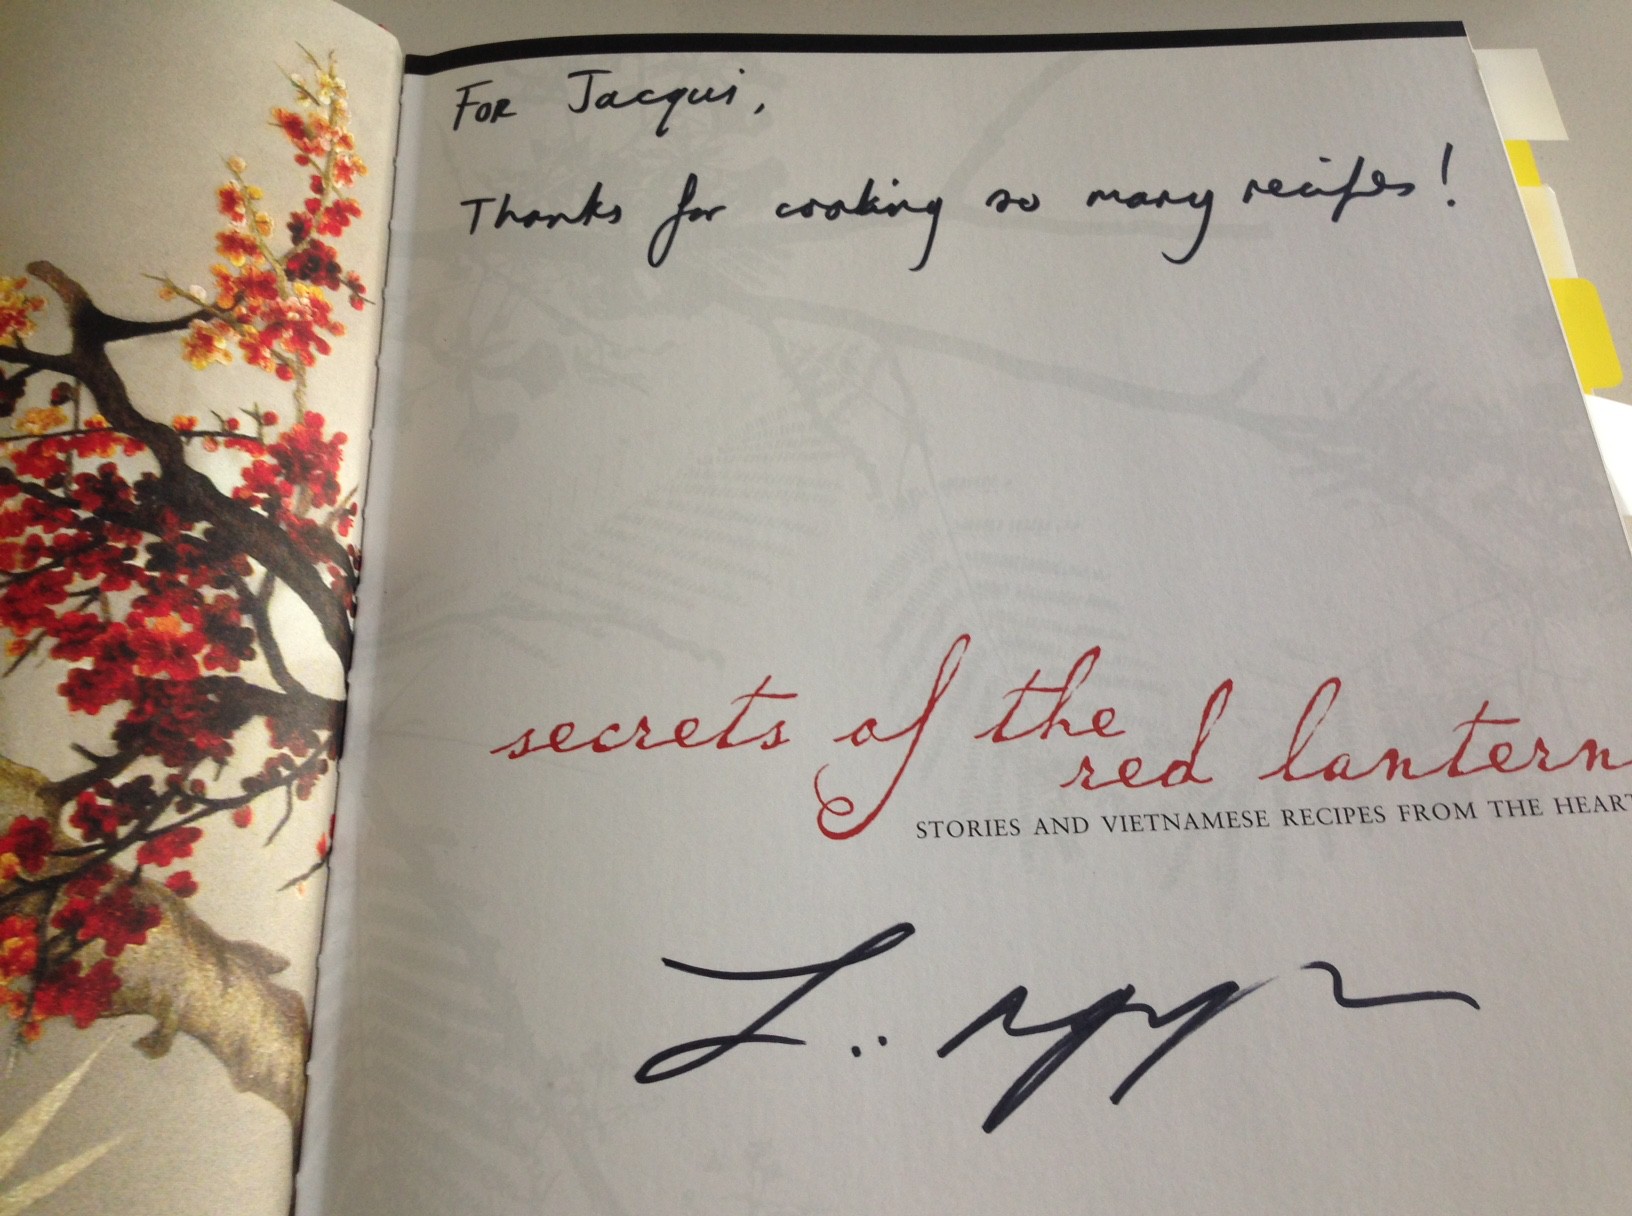 For Jacqui,
Thanks for cooking so many recipes!
secrets of the
red lantern
STORIES AND VIETNAMESE RECIPES FROM THE HEART